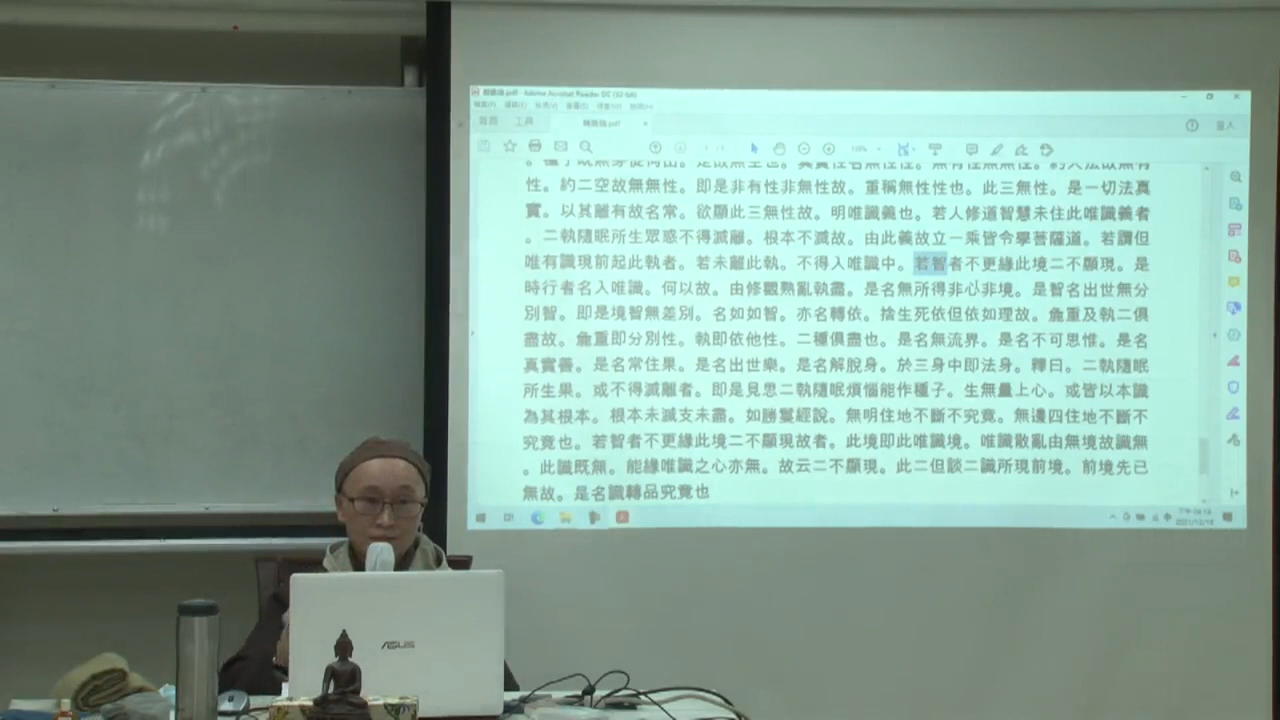 轉識論.pdf - Adobe Acrobat Reader DC (32-bit)
首頁 工具 轉識論.pdf
性。約二空故無無性。即是非有性非無性故。重稱無性性也。此三無性。是一切法真
實。以其離有故名常。欲顯此三無性故。明唯識義也。若人修道智慧未住此唯識義者
。二執隨眠所生眾惑不得滅離。根本不滅故。由此義故立一乘皆令學菩薩道。若謂但
唯有識現前起此執者。若未離此執。不得入唯識中。若智者不更緣此境二不顯現。是
時行者名入唯識。何以故。由修觀熟亂執盡。是名無所得非心非境。是智名出世無分
別智。即是境智無差別。名如如智。亦名轉依。捨生死依但依如理故。麁重及執二俱
盡故。麁重即分別性。執即依他性。二種俱盡也。是名無流界。是名不可思惟。是名
真實善。是名常住果。是名出世樂。是名解脫身。於三身中即法身。釋曰。二執隨眠
所生果。或不得滅離者。即是見思二執隨眠煩惱能作種子。生無量上心。或皆以本識
為其根本。根本未滅支末盡。如勝鬘經說。無明住地不斷不究竟。無邊四住地不斷不
究竟也。若智者不更緣此境二不顯現故者。此境即此唯識境。唯識散亂由無境故識無
。此識既無。能緣唯識之心亦無。故云二不顯現。此二但談二識所現前境。前境先已
無故。是名識轉品究竟也
ASUS